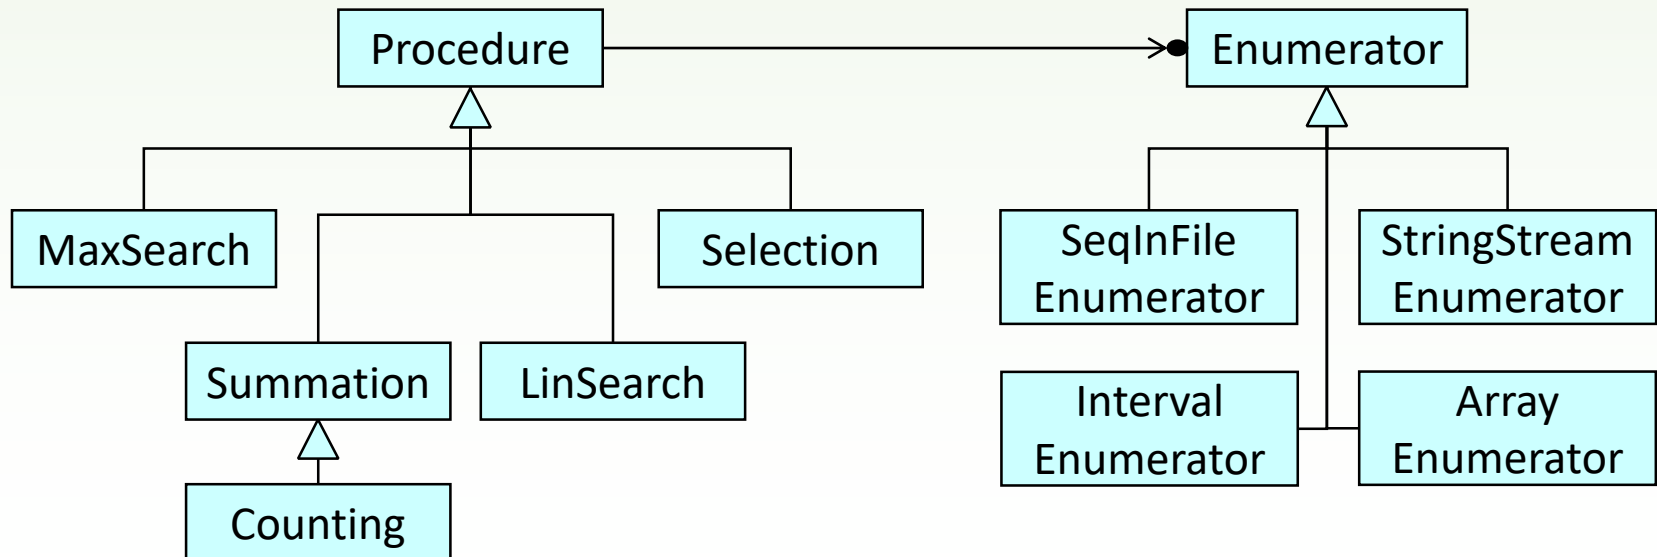 Procedure
Enumerator
MaxSearch
Selection
SeqInFile
Enumerator
StringStream
Enumerator
Summation
LinSearch
Interval
Enumerator
Array
Enumerator
Counting